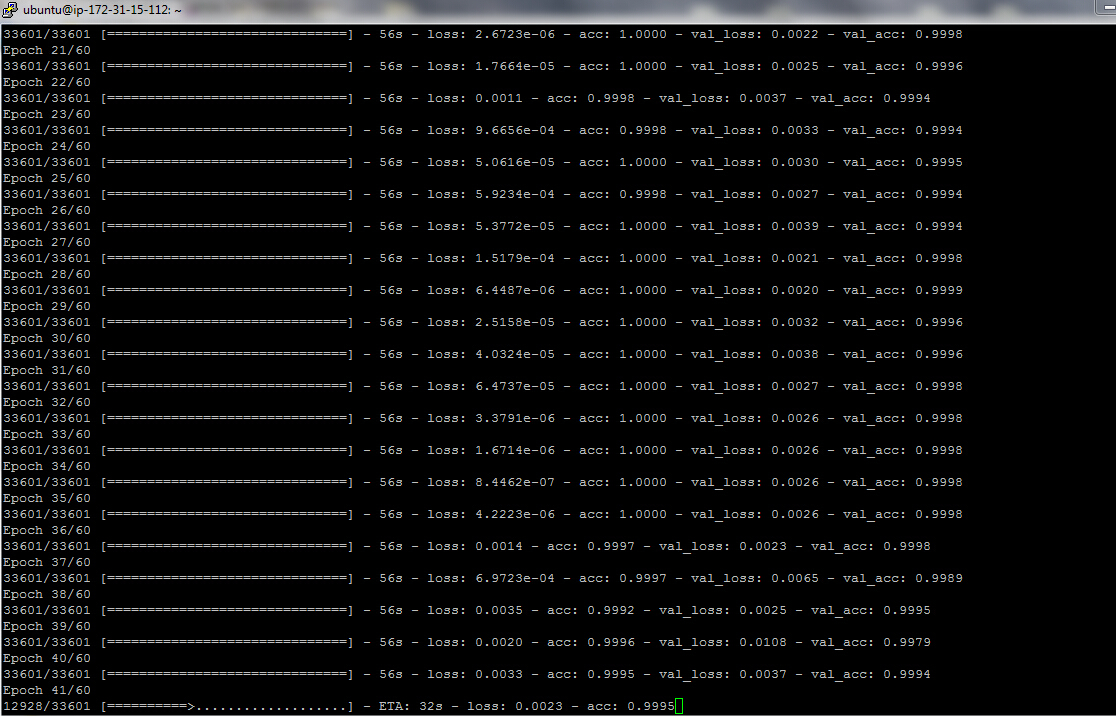 ubuntu@ip-172-31-15-112: ~
33601/33601 [==============================] - 56s - loss: 2.6723e-06 - acc: 1.0000 - val_loss: 0.0022 - val_acc: 0.9998
Epoch 21/60
33601/33601 [==============================] - 56s - loss: 1.7664e-05 - acc: 1.0000 - val_loss: 0.0025 - val_acc: 0.9996
Epoch 22/60
33601/33601 [==============================] - 56s - loss: 0.0011 - acc: 0.9998 - val_loss: 0.0037 - val_acc: 0.9994
Epoch 23/60
33601/33601 [==============================] - 56s - loss: 9.6656e-04 - acc: 0.9998 - val_loss: 0.0033 - val_acc: 0.9994
Epoch 24/60
33601/33601 [==============================] - 56s - loss: 5.0616e-05 - acc: 1.0000 - val_loss: 0.0030 - val_acc: 0.9995
Epoch 25/60
33601/33601 [==============================] - 56s - loss: 5.9234e-04 - acc: 0.9998 - val_loss: 0.0027 - val_acc: 0.9994
Epoch 26/60
33601/33601 [==============================] - 56s - loss: 5.3772e-05 - acc: 1.0000 - val_loss: 0.0039 - val_acc: 0.9994
Epoch 27/60
33601/33601 [==============================] - 56s - loss: 1.5179e-04 - acc: 1.0000 - val_loss: 0.0021 - val_acc: 0.9998
Epoch 28/60
33601/33601 [==============================] - 56s - loss: 6.4487e-06 - acc: 1.0000 - val_loss: 0.0020 - val_acc: 0.9999
Epoch 29/60
33601/33601 [==============================] - 56s - loss: 2.5158e-05 - acc: 1.0000 - val_loss: 0.0032 - val_acc: 0.9996
Epoch 30/60
33601/33601 [==============================] - 56s - loss: 4.0324e-05 - acc: 1.0000 - val_loss: 0.0038 - val_acc: 0.9996
Epoch 31/60
33601/33601 [==============================] - 56s - loss: 6.4737e-05 - acc: 1.0000 - val_loss: 0.0027 - val_acc: 0.9998
Epoch 32/60
33601/33601 [==============================] - 56s - loss: 3.3791e-06 - acc: 1.0000 - val_loss: 0.0026 - val_acc: 0.9998
Epoch 33/60
33601/33601 [==============================] - 56s - loss: 1.6714e-06 - acc: 1.0000 - val_loss: 0.0026 - val_acc: 0.9998
Epoch 34/60
33601/33601 [==============================] - 56s - loss: 8.4462e-07 - acc: 1.0000 - val_loss: 0.0026 - val_acc: 0.9998
Epoch 35/60
33601/33601 [==============================] - 56s - loss: 4.2223e-06 - acc: 1.0000 - val_loss: 0.0026 - val_acc: 0.9998
Epoch 36/60
33601/33601 [==============================] - 56s - loss: 0.0014 - acc: 0.9997 - val_loss: 0.0023 - val_acc: 0.9998
Epoch 37/60
33601/33601 [==============================] - 56s - loss: 6.9723e-04 - acc: 0.9997 - val_loss: 0.0065 - val_acc: 0.9989
Epoch 38/60
33601/33601 [==============================] - 56s - loss: 0.0035 - acc: 0.9992 - val_loss: 0.0025 - val_acc: 0.9995
Epoch 39/60
33601/33601 [==============================] - 56s - loss: 0.0020 - acc: 0.9996 - val_loss: 0.0108 - val_acc: 0.9979
Epoch 40/60
33601/33601 [==============================] - 56s - loss: 0.0033 - acc: 0.9995 - val_loss: 0.0037 - val_acc: 0.9994
Epoch 41/60
12928/33601 [==========>...................] - ETA: 32s - loss: 0.0023 - acc: 0.9995